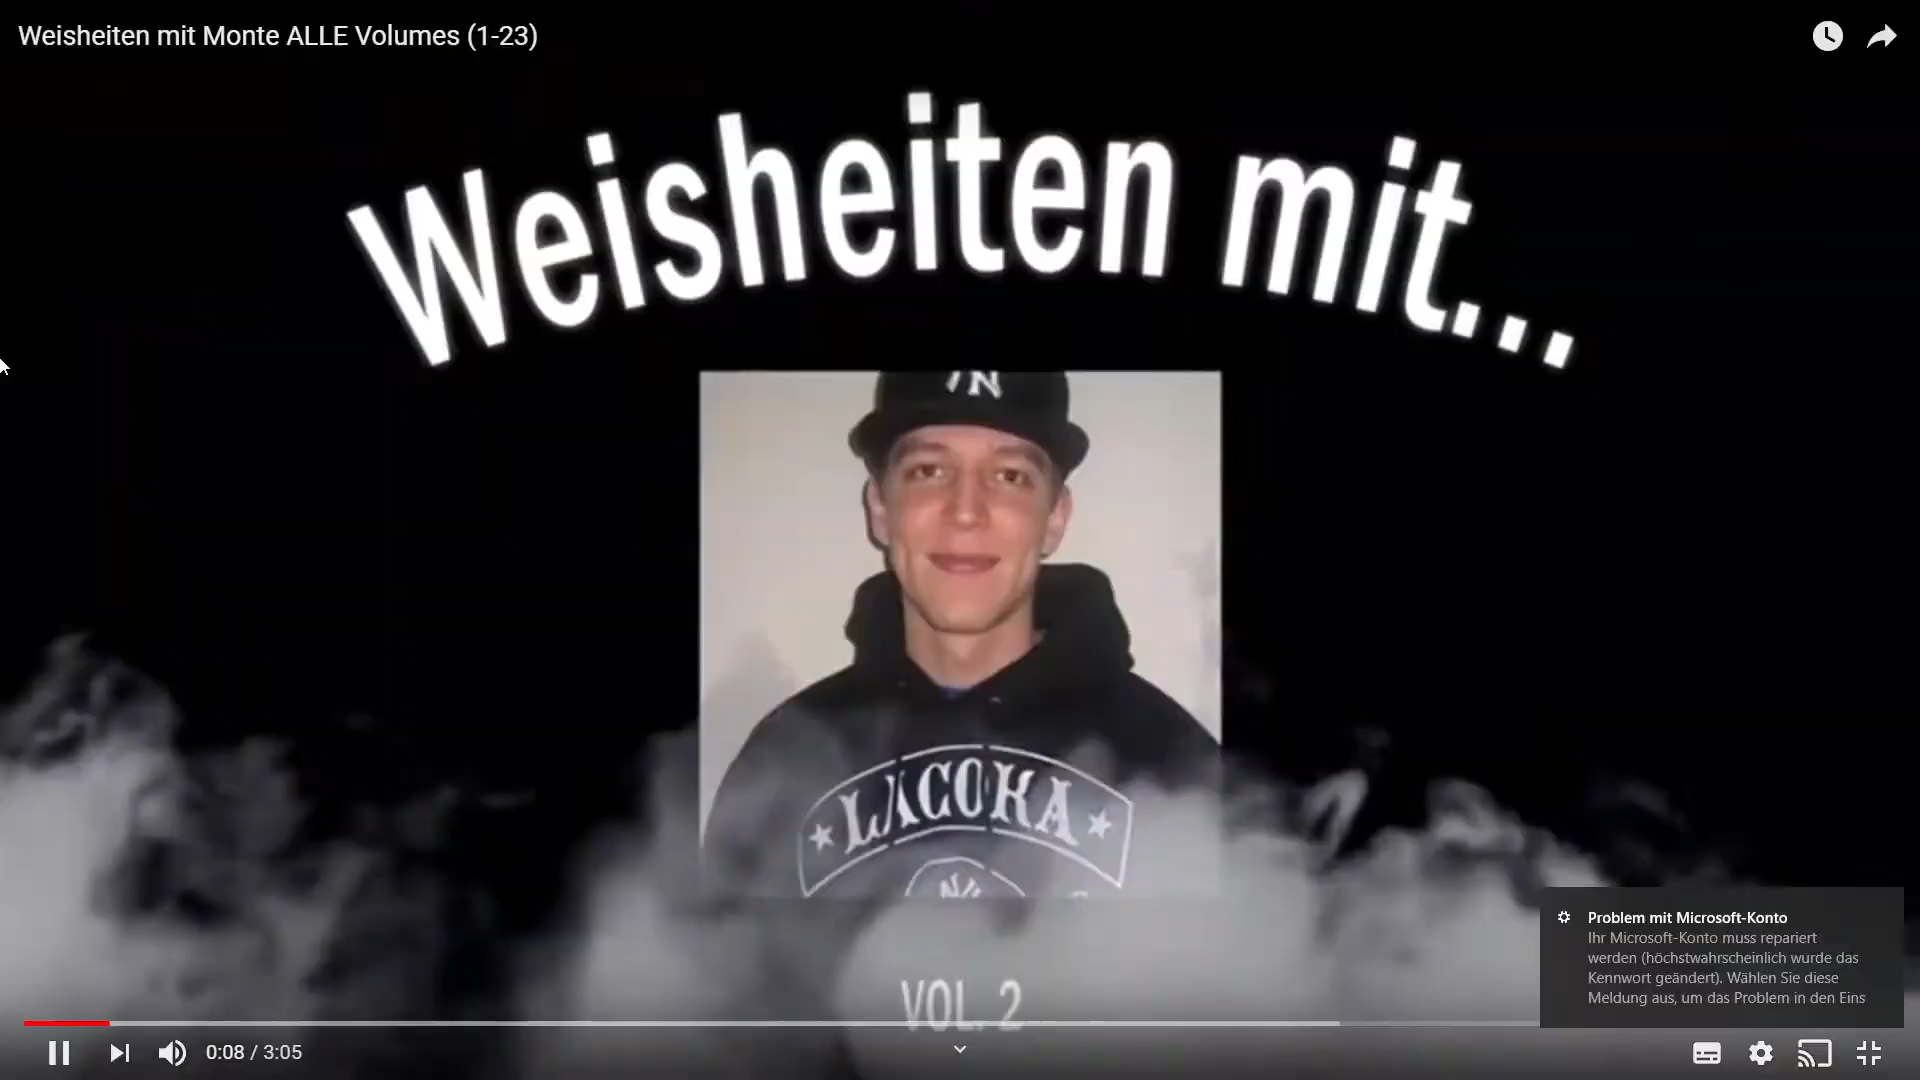 Weisheiten mit Monte ALLE Volumes (1-23)
Weisheiten mit...
LACOKA
VOL. 2
Problem mit Microsoft-Konto
Ihr Microsoft-Konto muss repariert
werden (höchstwahrscheinlich wurde das
Kennwort geändert). Wählen Sie diese
Meldung aus, um das Problem in den Eins
0:08 / 3:05